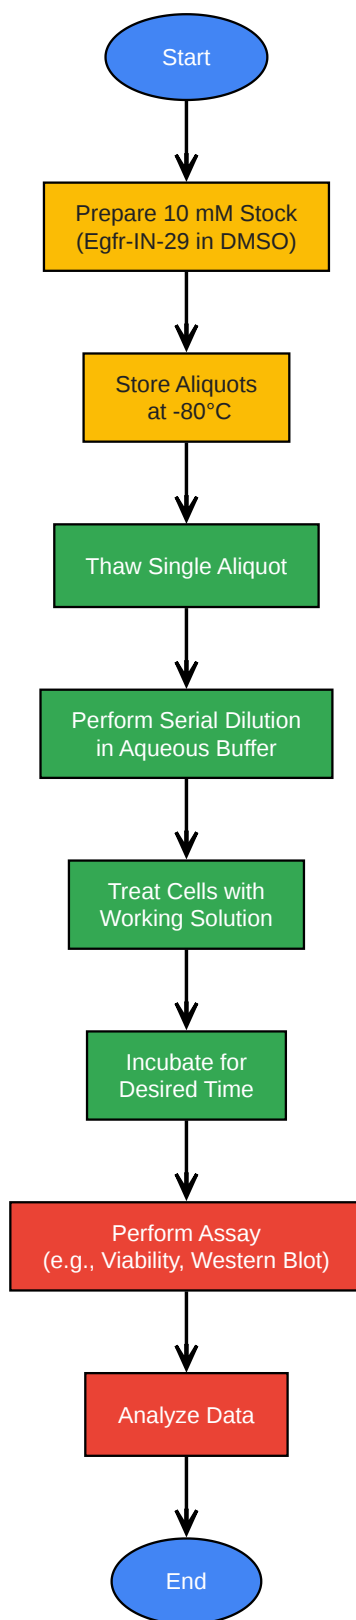 Start
Prepare 10 mM Stock
(Egfr-IN-29 in DMSO)
Store Aliquots
at -80°C
Thaw Single Aliquot
Perform Serial Dilution
in Aqueous Buffer
Treat Cells with
Working Solution
Incubate for
Desired Time
Perform Assay
(e.g., Viability, Western Blot)
Analyze Data
End